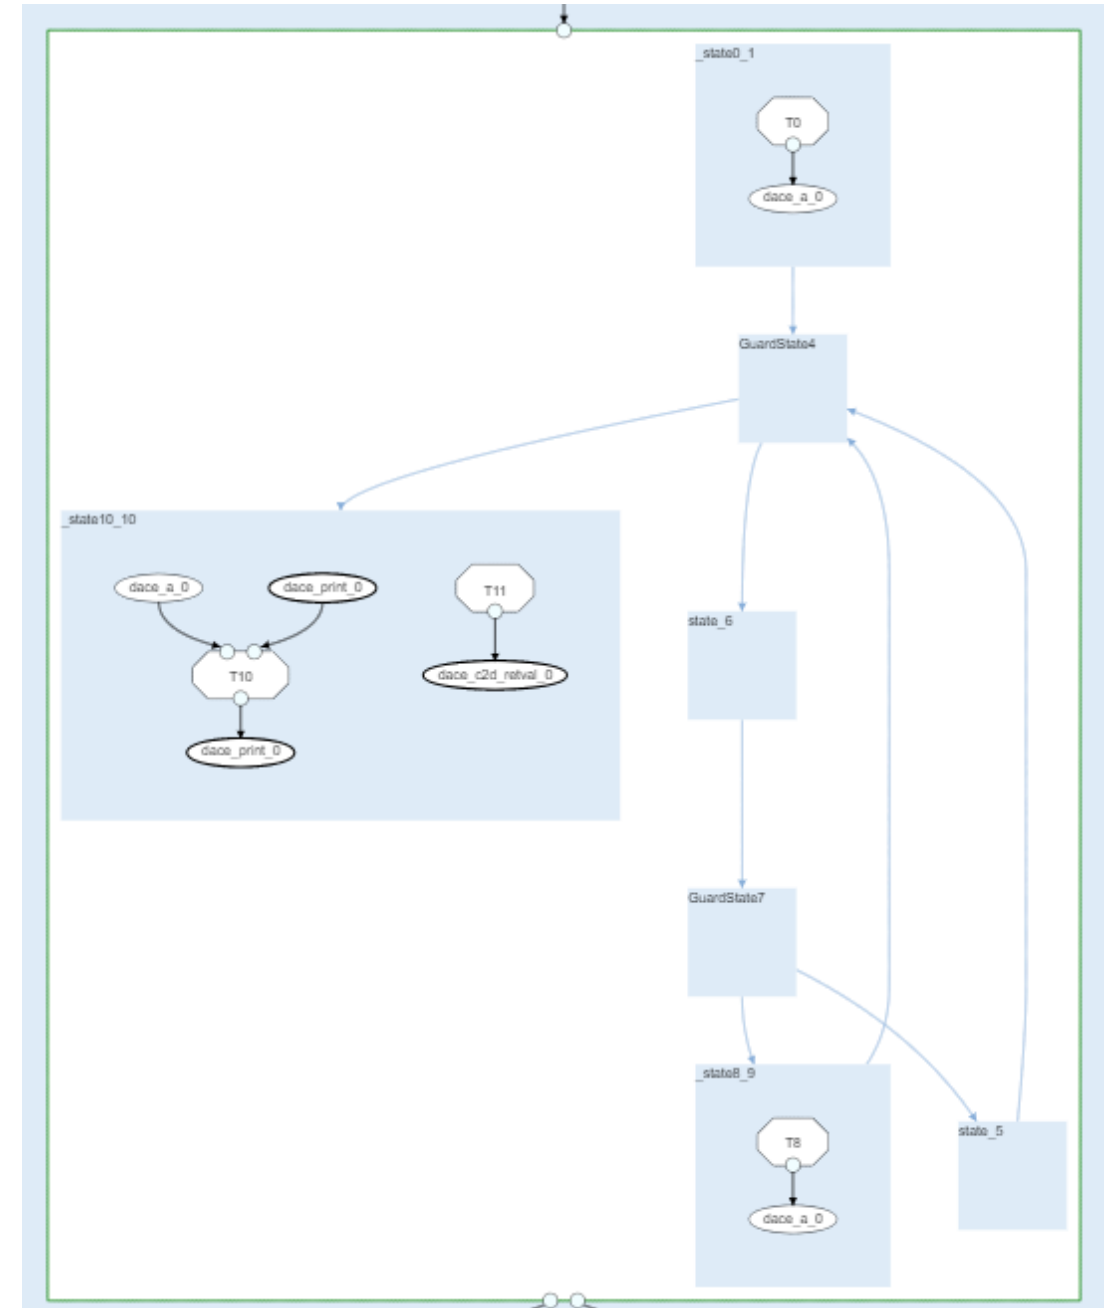 _state0_1
T0
dace_a_0
GuardState4
_state10_10
dace_a_0
dace_print_0
T11
T10
dace_c2d_retval_0
dace_print_0
state_6
GuardState7
_state8_9
T8
dace_a_0
state_5